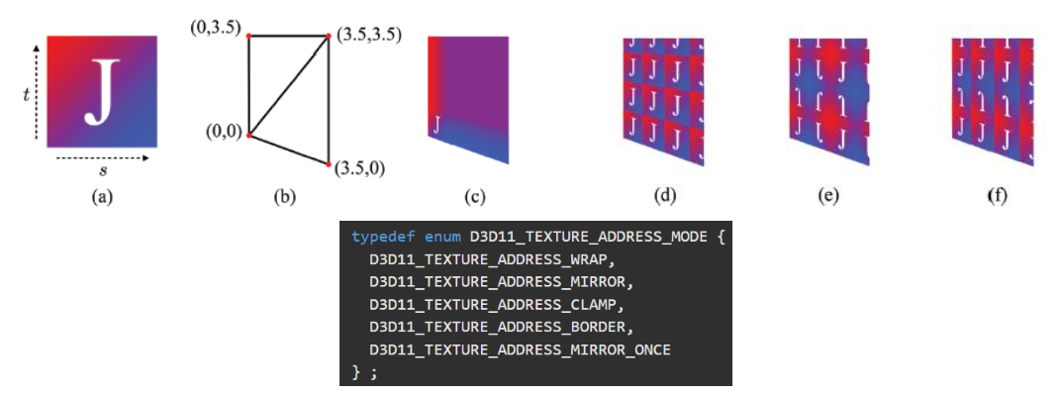 J
t
s
(a)
(0,3.5)
(3.5,3.5)
(0,0)
(3.5,0)
(b)
J
(c)
J J J J
J J J J
J J J J
J J J J
(d)
(e)
(f)
typedef enum D3D11_TEXTURE_ADDRESS_MODE {
D3D11_TEXTURE_ADDRESS_WRAP,
D3D11_TEXTURE_ADDRESS_MIRROR,
D3D11_TEXTURE_ADDRESS_CLAMP,
D3D11_TEXTURE_ADDRESS_BORDER,
D3D11_TEXTURE_ADDRESS_MIRROR_ONCE
} ;